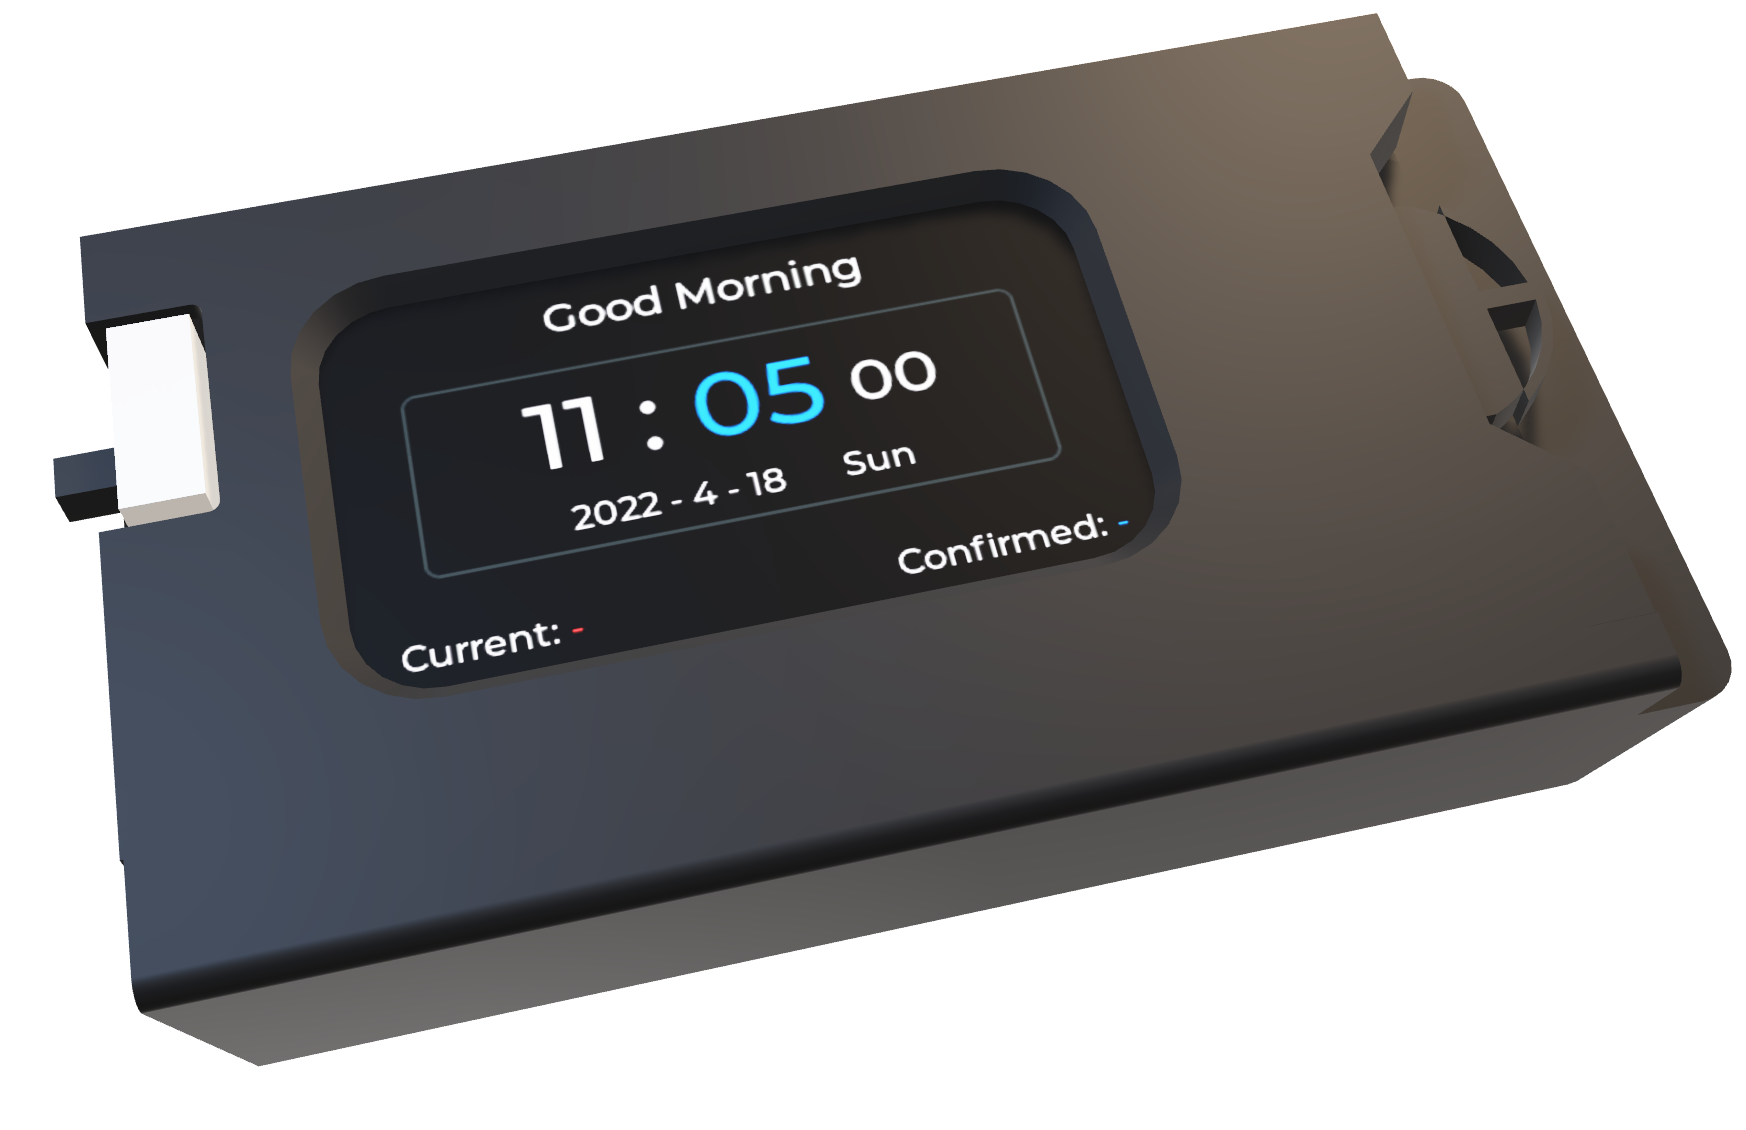 Good Morning
11 : 05 00
2022 - 4 - 18 Sun
Confirmed: -
Current: -